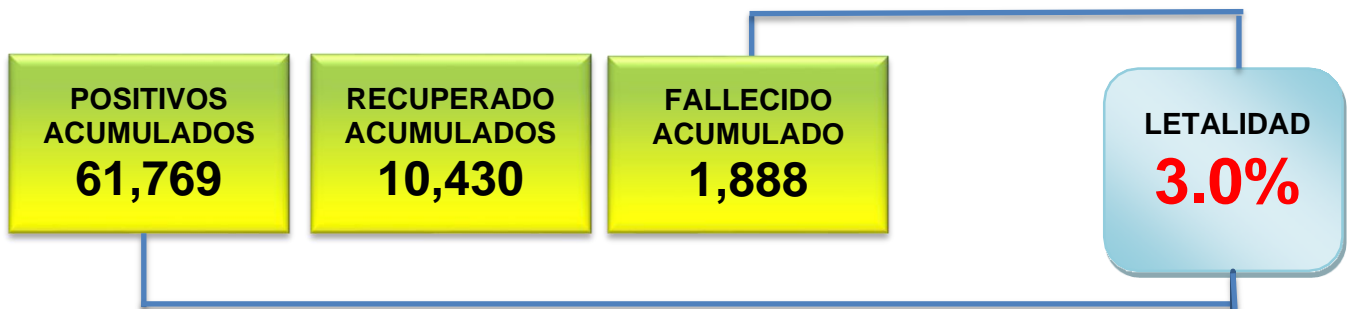 POSITIVOS
ACUMULADOS
61,769
RECUPERADO
ACUMULADOS
10,430
FALLECIDO
ACUMULADO
1,888
LETALIDAD
3.0%